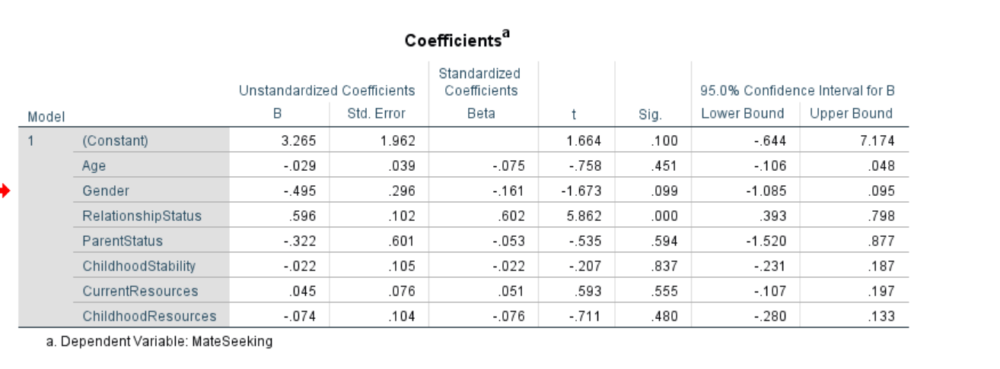 Coefficientsa
Unstandardized Coefficients Standardized Coefficients 95.0% Confidence Interval for B
Model B Std. Error Beta t Sig. Lower Bound Upper Bound
1 (Constant) 3.265 1.962 1.664 .100 -.644 7.174
Age -.029 .039 -.075 -.758 .451 -.106 .048
Gender -.495 .296 -.161 -1.673 .099 -1.085 .095
RelationshipStatus .596 .102 .602 5.862 .000 .393 .798
ParentStatus -.322 .601 -.053 -.535 .594 -1.520 .877
ChildhoodStability -.022 .105 -.022 -.207 .837 -.231 .187
CurrentResources .045 .076 .051 .593 .555 -.107 .197
ChildhoodResources -.074 .104 -.076 -.711 .480 -.280 .133
a. Dependent Variable: MateSeeking